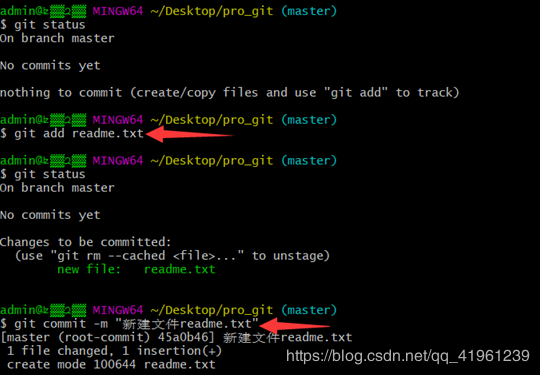 admin@ MINGW64 ~/Desktop/pro_git (master)
$ git status
On branch master
No commits yet
nothing to commit (create/copy files and use "git add" to track)
admin@ MINGW64 ~/Desktop/pro_git (master)
$ git add readme.txt
admin@ MINGW64 ~/Desktop/pro_git (master)
$ git status
On branch master
No commits yet
Changes to be committed:
(use "git rm --cached <file>..." to unstage)
new file: readme.txt
admin@ MINGW64 ~/Desktop/pro_git (master)
$ git commit -m "新建文件readme.txt"
[master (root-commit) 45a0b46] 新建文件readme.txt
1 file changed, 1 insertion(+)
create mode 100644 readme.txt
https://blog.csdn.net/qq_41961239